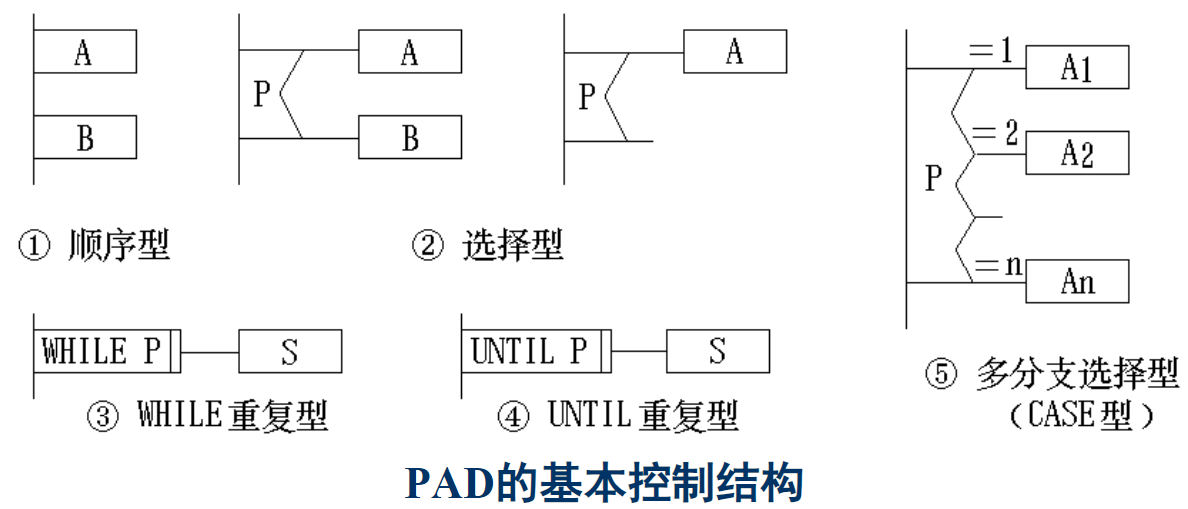 A
B
P
A
B
P
A
P
=1
A1
=2
A2
=n
An
① 顺序型
② 选择型
WHILE P
S
UNTIL P
S
③ WHILE重复型
④ UNTIL重复型
⑤ 多分支选择型
（CASE型）
PAD的基本控制结构